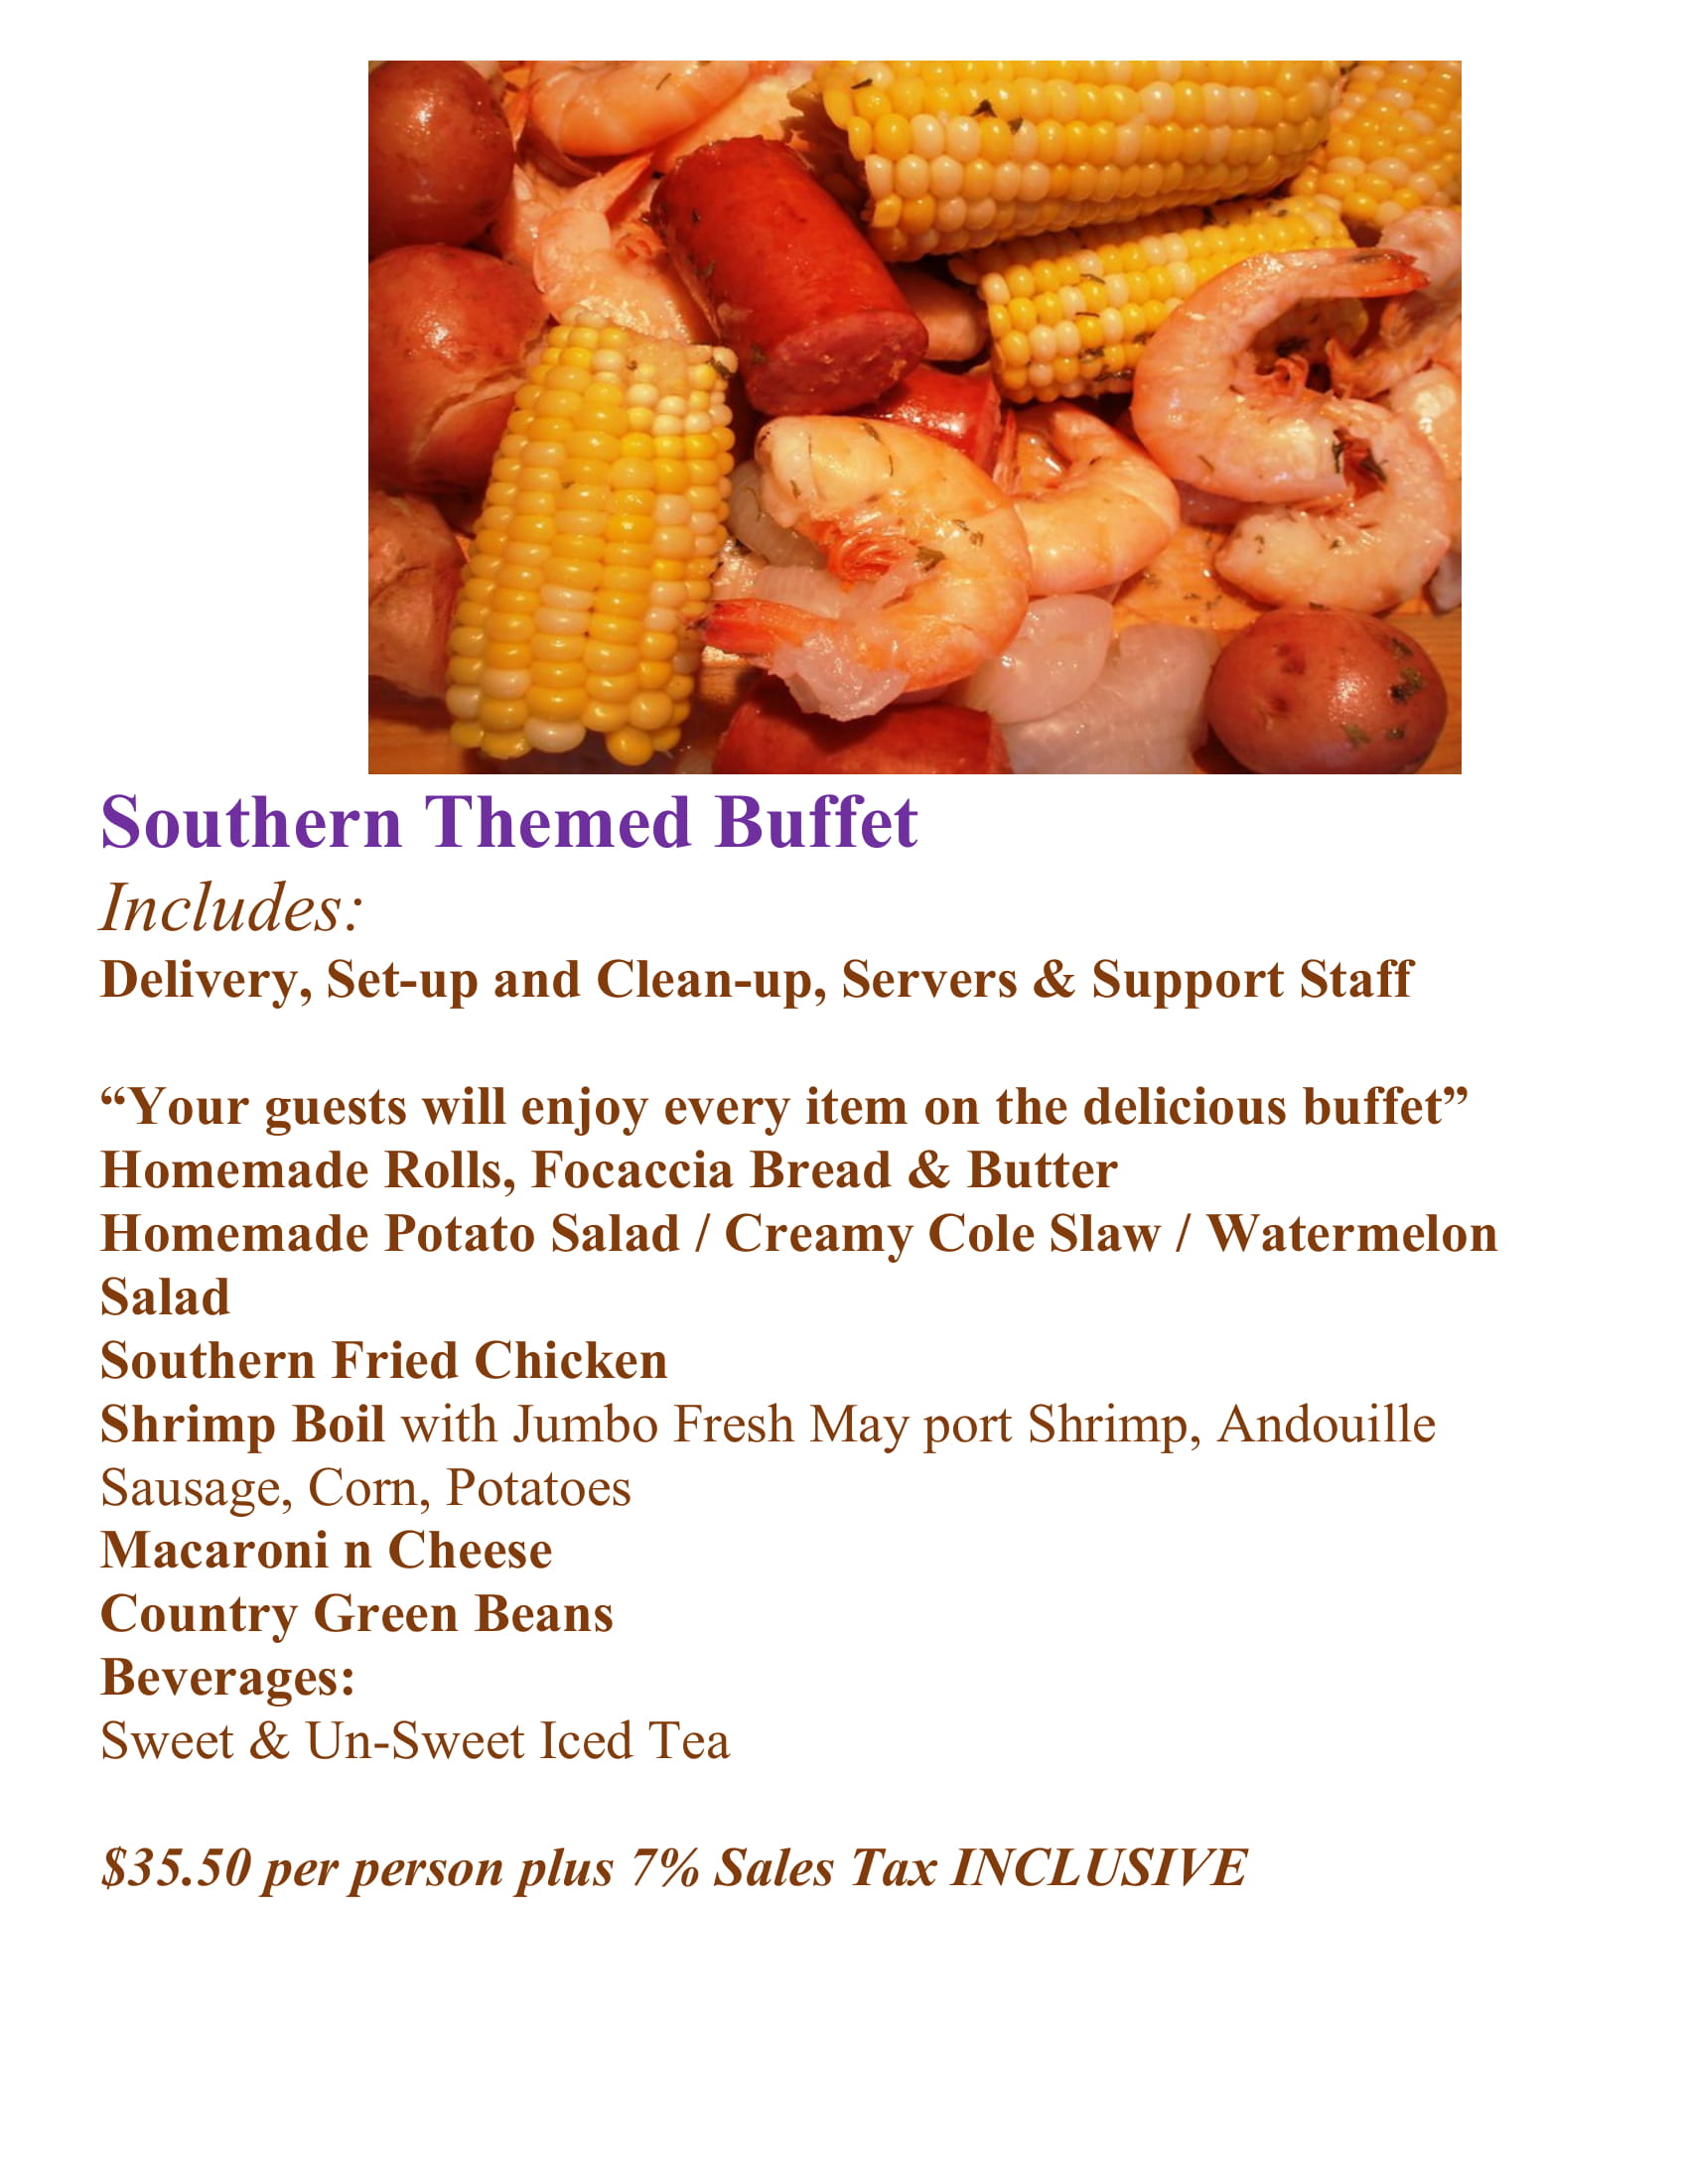 Southern Themed Buffet
Includes:
Delivery, Set-up and Clean-up, Servers & Support Staff
“Your guests will enjoy every item on the delicious buffet”
Homemade Rolls, Focaccia Bread & Butter
Homemade Potato Salad / Creamy Cole Slaw / Watermelon
Salad
Southern Fried Chicken
Shrimp Boil with Jumbo Fresh May port Shrimp, Andouille
Sausage, Corn, Potatoes
Macaroni n Cheese
Country Green Beans
Beverages:
Sweet & Un-Sweet Iced Tea
$35.50 per person plus 7% Sales Tax INCLUSIVE